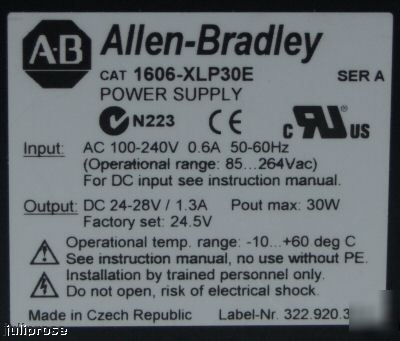 A-B Allen-Bradley
CAT 1606-XLP30E SER A
POWER SUPPLY
N223 C RU US
Input: AC 100-240V 0.6A 50-60Hz
(Operational range: 85...264Vac)
For DC input see instruction manual.
Output: DC 24-28V / 1.3A Pout max: 30W
Factory set: 24.5V
Operational temp. range: -10...+60 deg C
See instruction manual, no use without PE.
Installation by trained personnel only.
Do not open, risk of electrical shock.
Made in Czech Republic Label-Nr. 322.920.3
juliprose